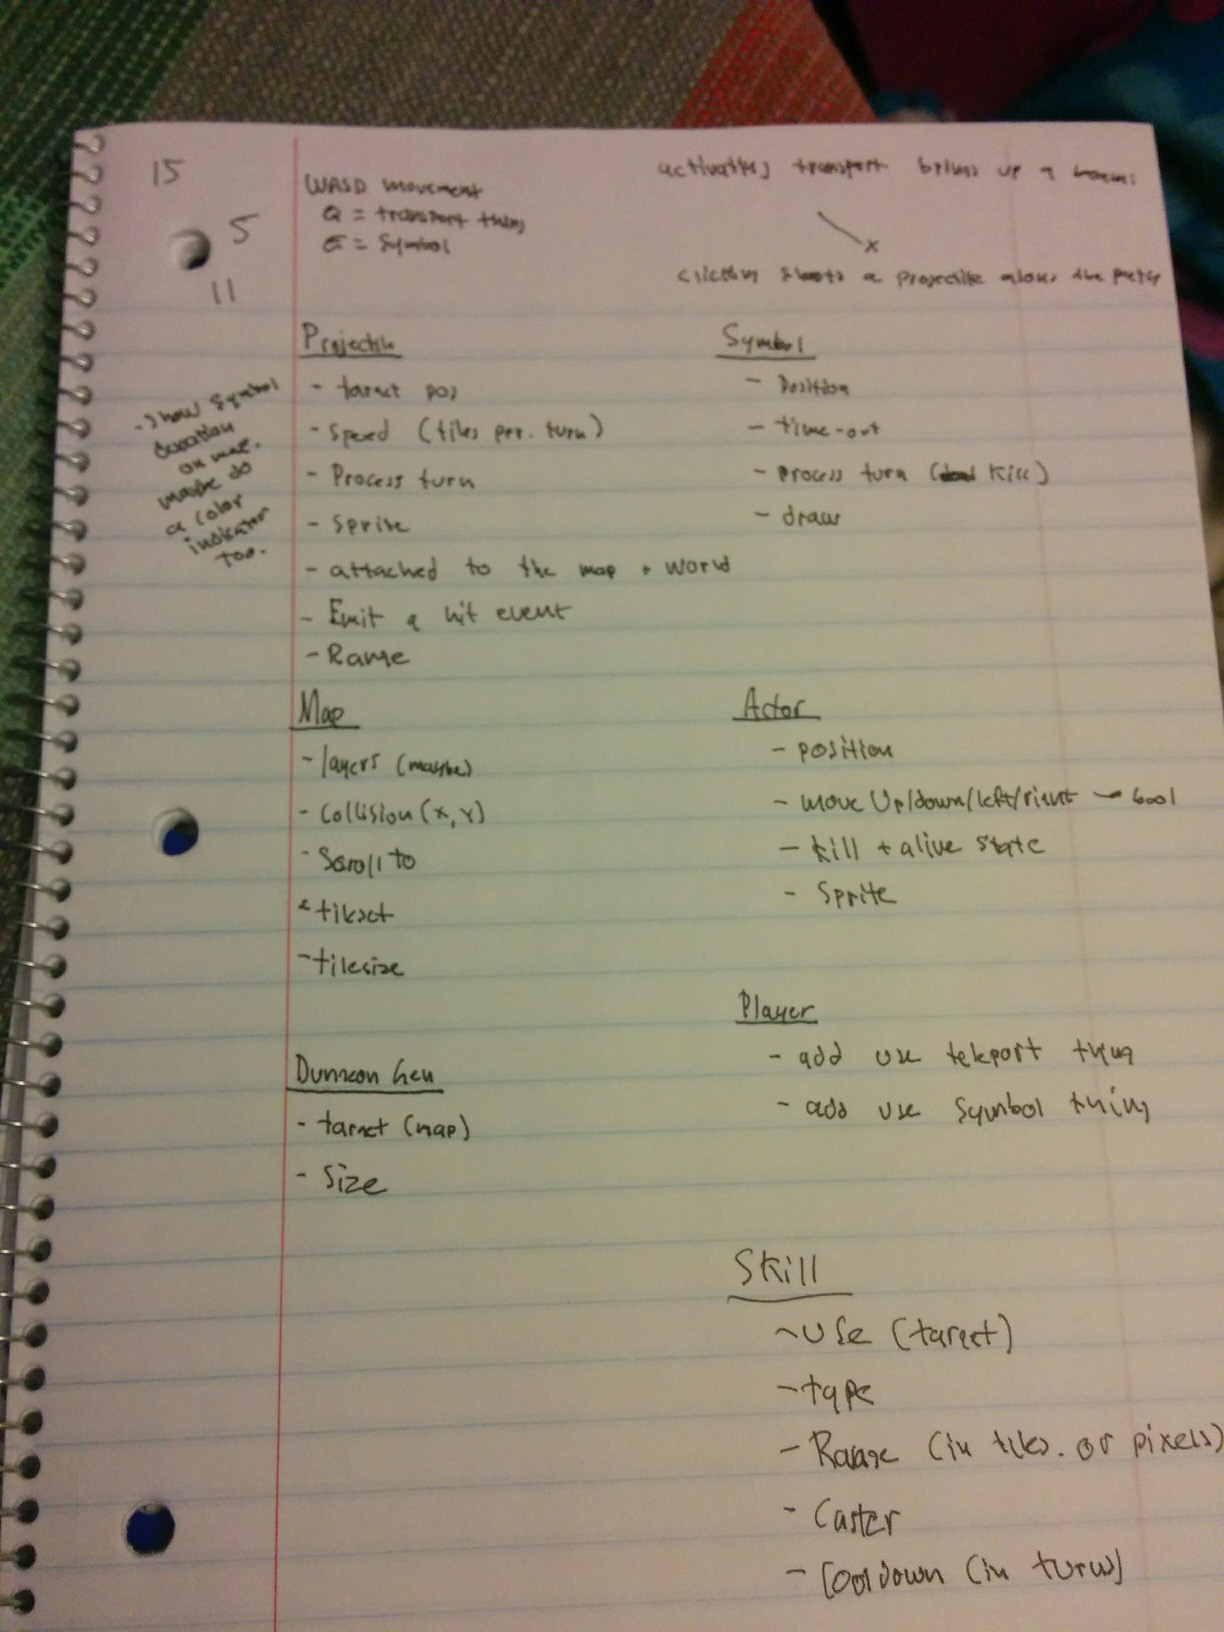 15
5
11
WASD movement
Q = transport thing
E = Symbol
activating transport brings up a
x
clicking shoots a projectile along the path
Projectile
- target pos
- Speed (tiles per. turn)
- Process turn
- Sprite
- attached to the map + world
- Emit a hit event
- Range
- Show Symbol
duration
on map.
maybe do
a color
indicator
too.
Symbol
- Position
- time-out
- process turn (Kill)
- draw
Map
- layers (maybe)
- Collision (x, y)
- Scroll to
- tileset
- tilesize
Actor
- position
- move Up/down/left/right → bool
- kill + alive state
- Sprite
Dungeon Gen
- target (map)
- Size
Player
- add use teleport thing
- add use Symbol thing
Skill
- use (target)
- type
- Range (in tiles. or pixels)
- Caster
- Cooldown (in turns)